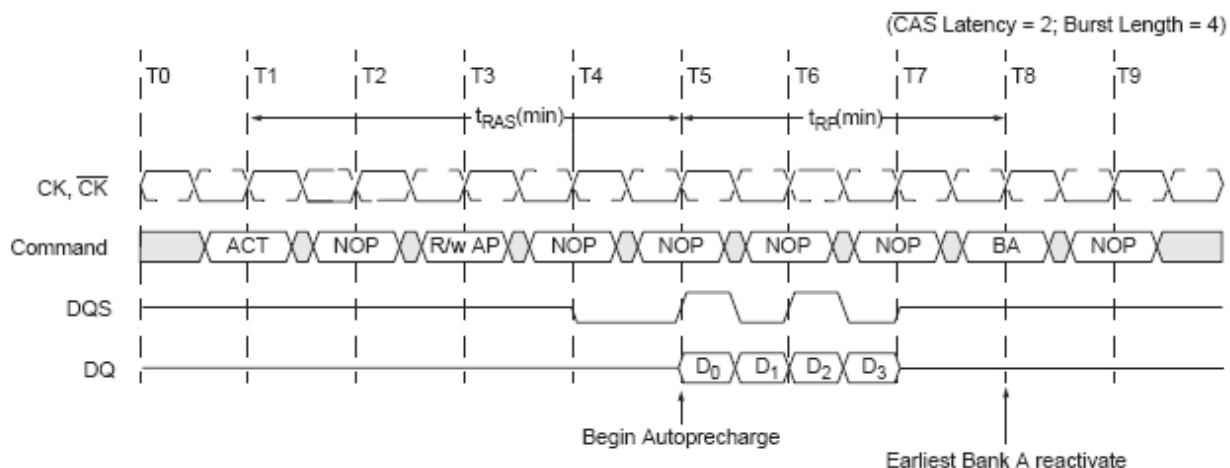 (CAS Latency = 2; Burst Length = 4)
T0 T1 T2 T3 T4 T5 T6 T7 T8 T9
tRAS(min) tRP(min)
CK, CK
Command ACT NOP R/w AP NOP NOP NOP NOP BA NOP
DQS
DQ D0 D1 D2 D3
Begin Autoprecharge
Earliest Bank A reactivate